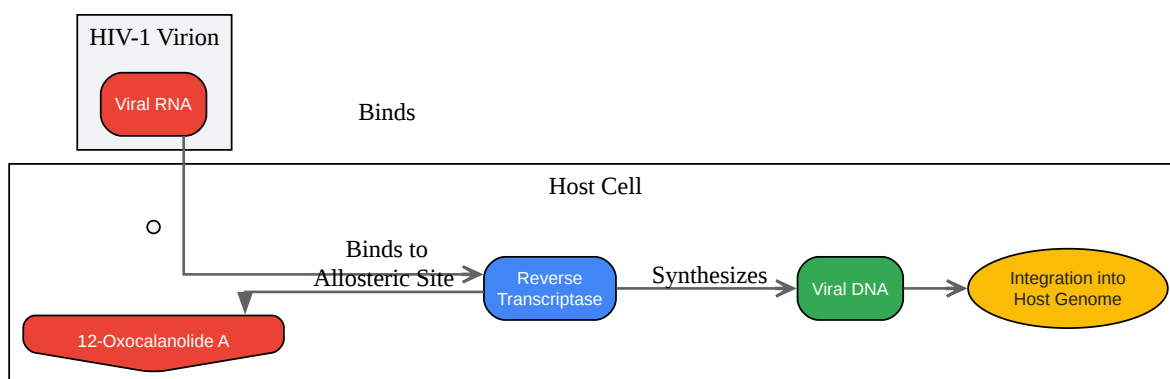 HIV-1 Virion
Viral RNA
Binds
Host Cell
Binds to
Allosteric Site
Reverse
Transcriptase
Synthesizes
Viral DNA
Integration into
Host Genome
12-Oxocalanolide A